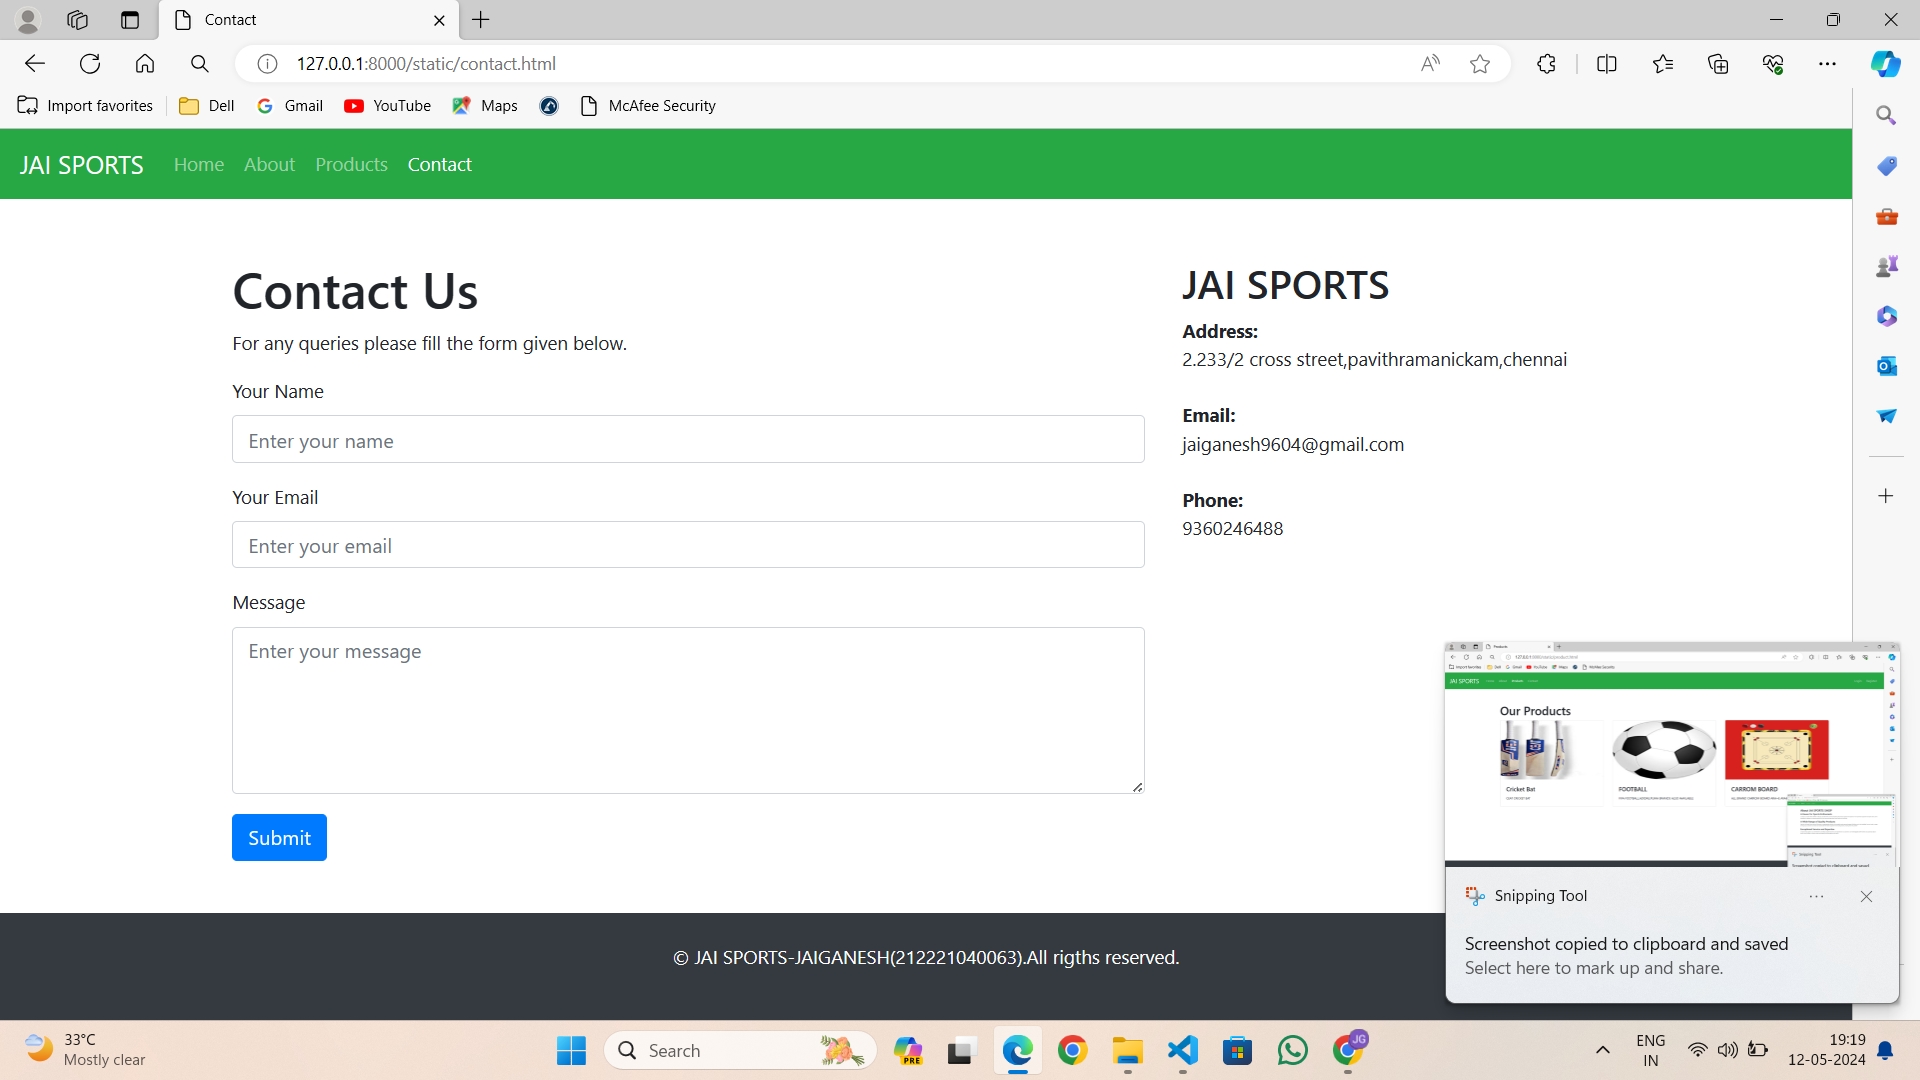 Contact
127.0.0.1:8000/static/contact.html
Import favorites
Dell
Gmail
YouTube
Maps
McAfee Security
JAI SPORTS
Home
About
Products
Contact
Contact Us
For any queries please fill the form given below.
Your Name
Enter your name
Your Email
Enter your email
Message
Enter your message
Submit
JAI SPORTS
Address:
2.233/2 cross street,pavithramanickam,chennai
Email:
jaiganesh9604@gmail.com
Phone:
9360246488
JAI SPORTS
Our Products
Cricket Bat
FOOTBALL
CARROM BOARD
Snipping Tool
Screenshot copied to clipboard and saved
Select here to mark up and share.
© JAI SPORTS-JAIGANESH(212221040063).All rigths reserved.
33°C
Mostly clear
Search
PRE
JG
ENG
IN
19:19
12-05-2024